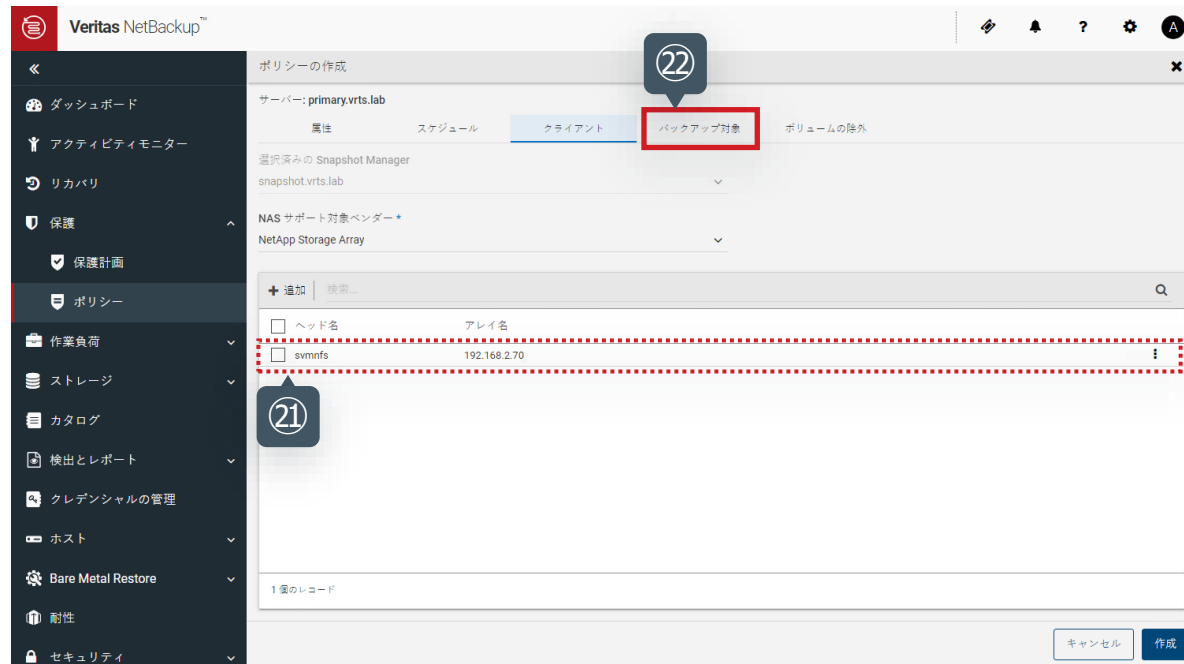 Veritas NetBackup™
?
A
«
ポリシーの作成
㉒
サーバー: primary.vrts.lab
属性
スケジュール
クライアント
バックアップ対象
ボリュームの除外
選択済みの Snapshot Manager
snapshot.vrts.lab
NAS サポート対象ベンダー *
NetApp Storage Array
+ 追加
検索...
ヘッド名
アレイ名
svmnfs
192.168.2.70
㉑
1 個のレコード
キャンセル
作成
ダッシュボード
アクティビティモニター
リカバリ
保護
保護計画
ポリシー
作業負荷
ストレージ
カタログ
検出とレポート
クレデンシャルの管理
ホスト
Bare Metal Restore
耐性
セキュリティ